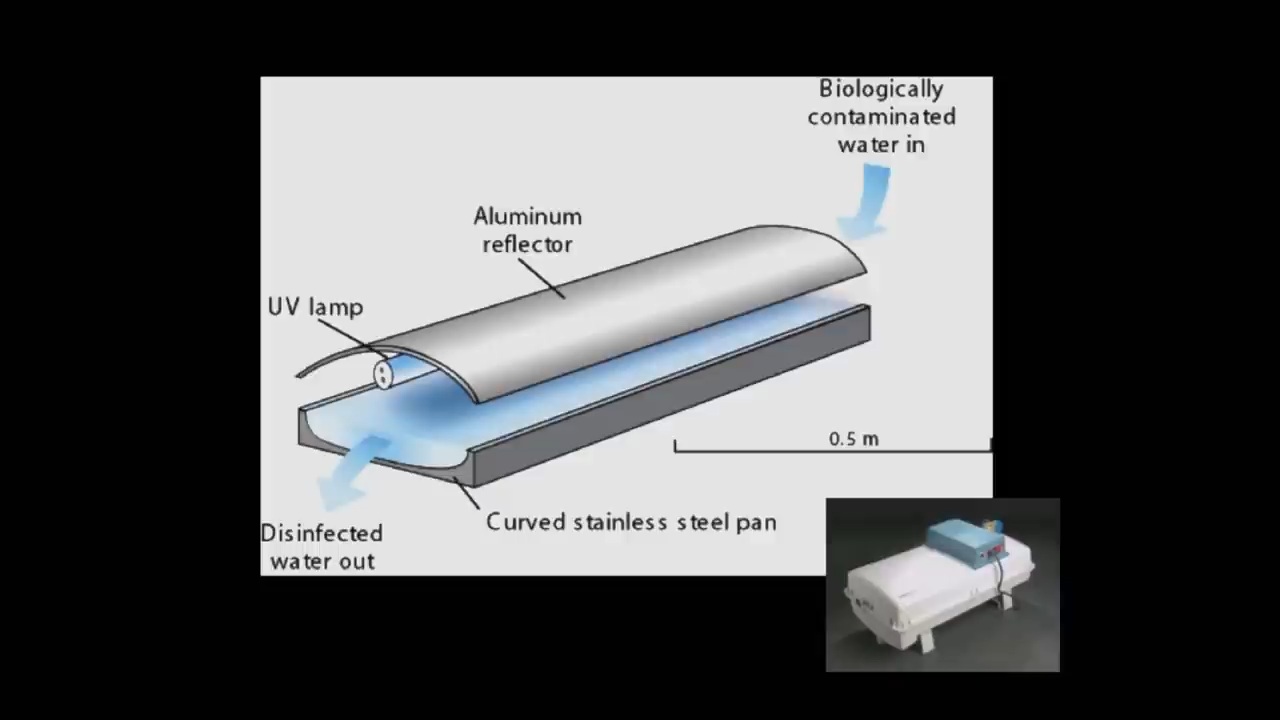 Biologically
contaminated
water in
Aluminum
reflector
UV lamp
0.5 m
Curved stainless steel pan
Disinfected
water out